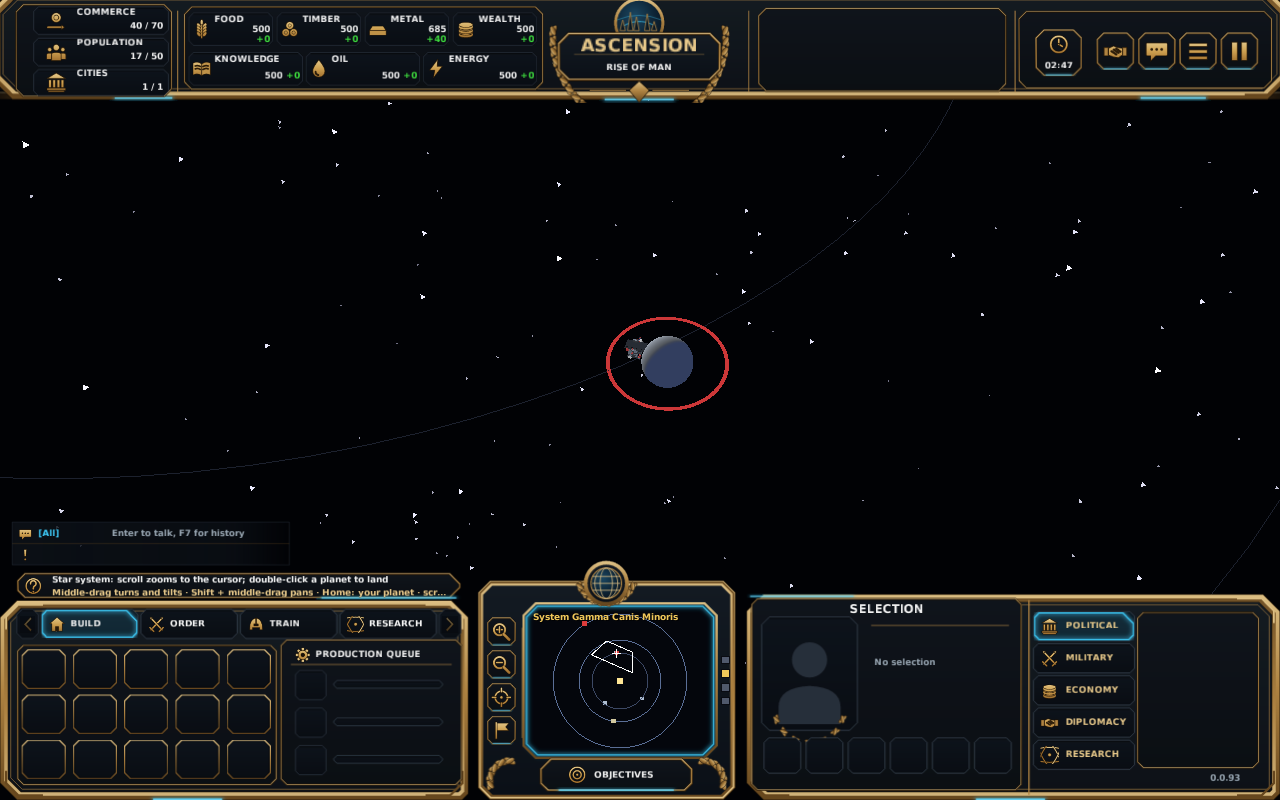 COMMERCE
40 / 70
POPULATION
17 / 50
CITIES
1 / 1
FOOD
500
+0
TIMBER
500
+0
METAL
685
+40
WEALTH
500
+0
KNOWLEDGE
500 +0
OIL
500 +0
ENERGY
500 +0
ASCENSION
RISE OF MAN
02:47
[All] Enter to talk, F7 for history
!
Star system: scroll zooms to the cursor; double-click a planet to land
Middle-drag turns and tilts · Shift + middle-drag pans · Home: your planet · scr...
BUILD
ORDER
TRAIN
RESEARCH
PRODUCTION QUEUE
System Gamma Canis Minoris
OBJECTIVES
SELECTION
No selection
POLITICAL
MILITARY
ECONOMY
DIPLOMACY
RESEARCH
0.0.93